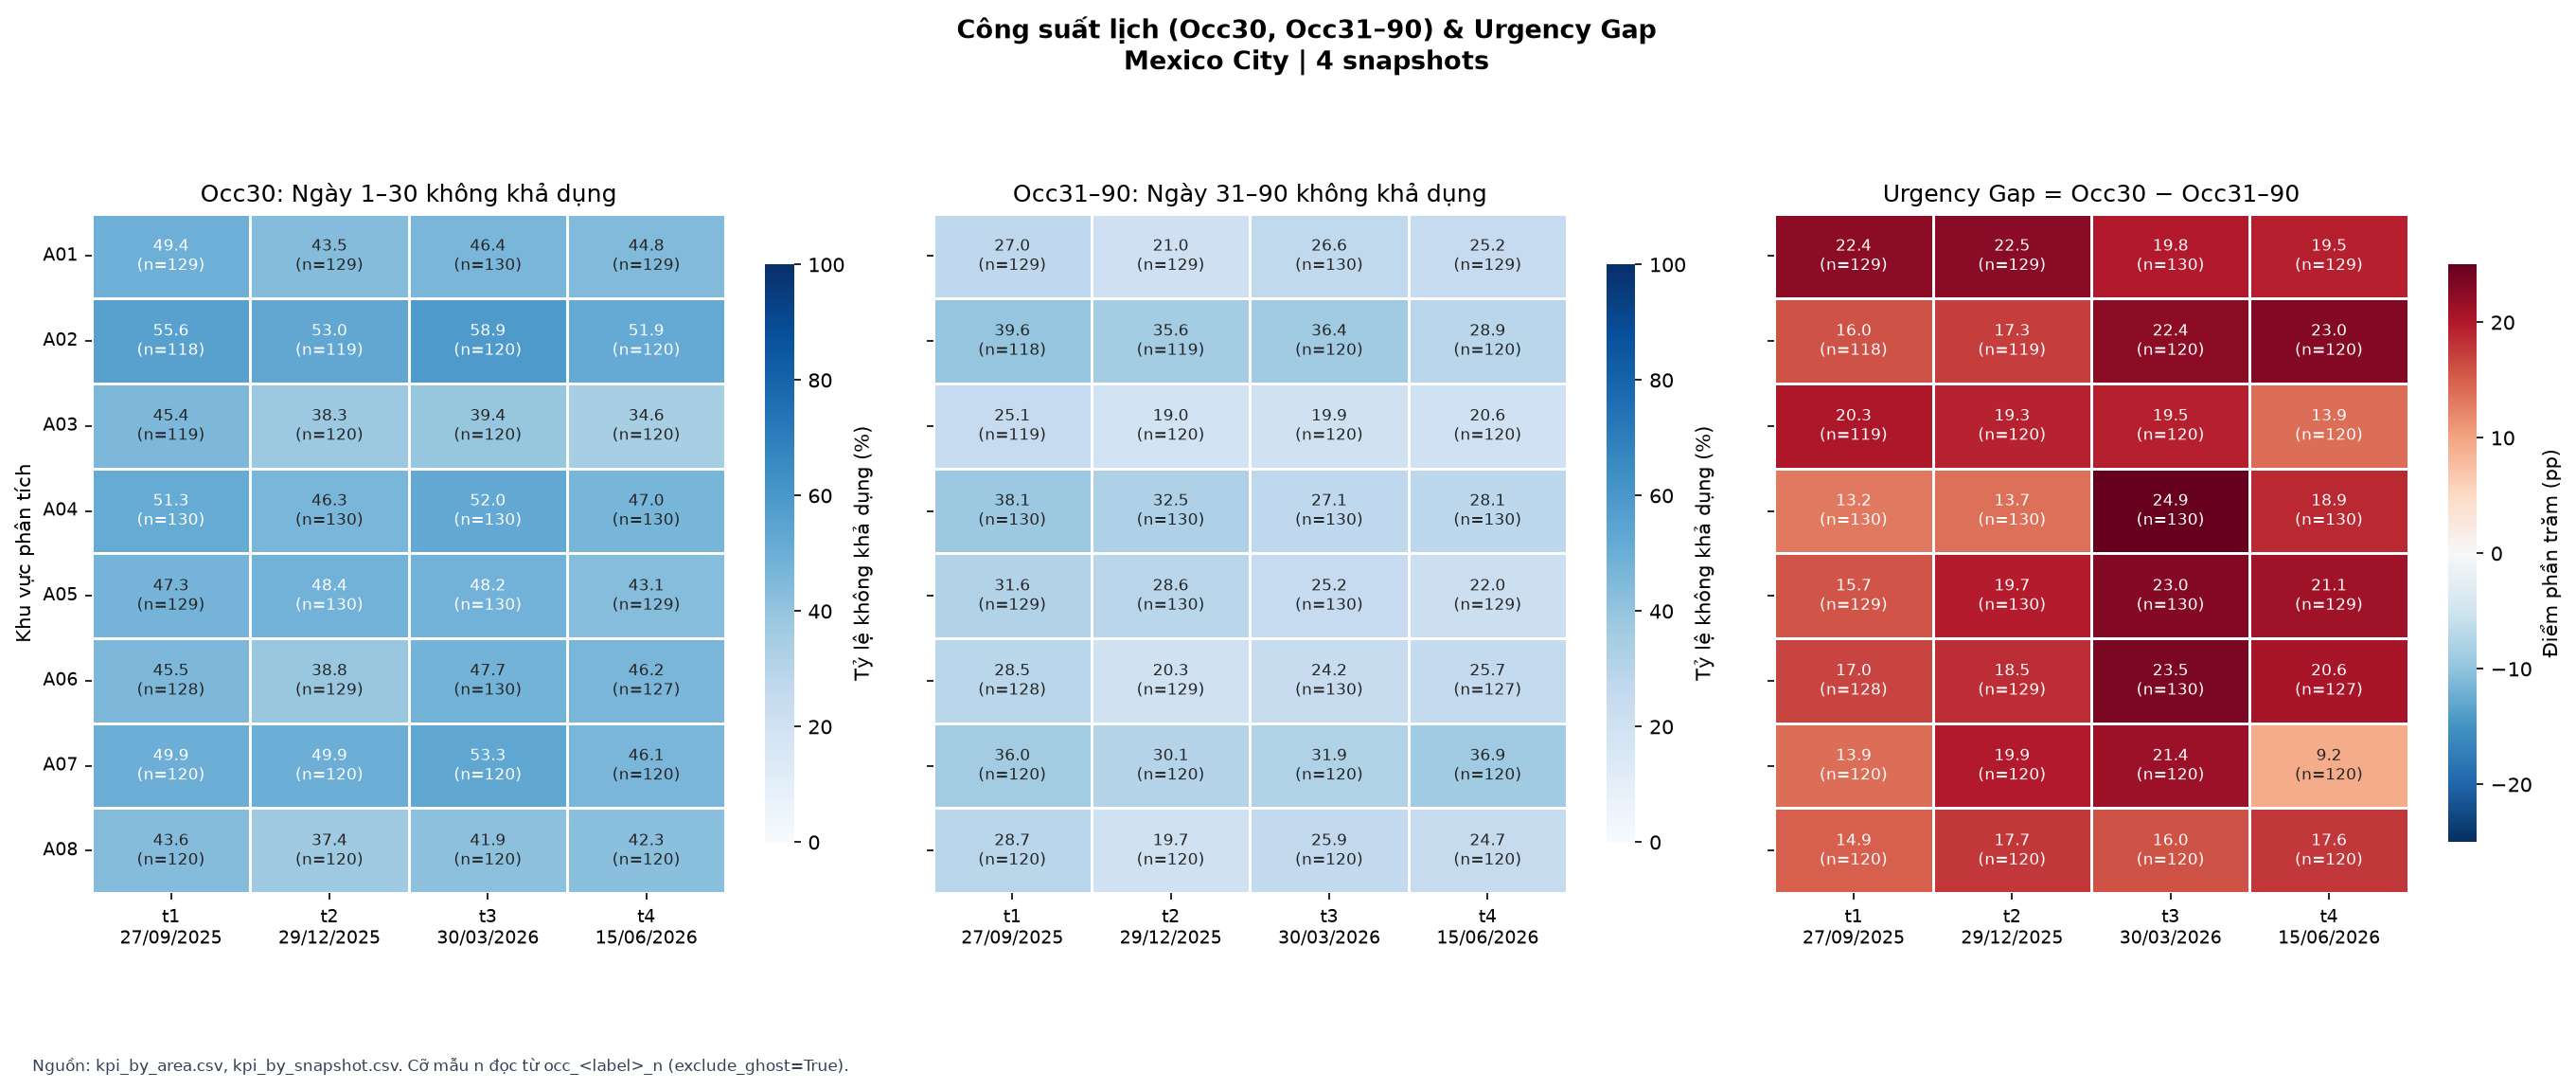 Công suất lịch (Occ30, Occ31–90) & Urgency Gap
Mexico City | 4 snapshots
Occ30: Ngày 1–30 không khả dụng
Khu vực phân tích
A01
49.4 43.5 46.4 44.8
(n=129) (n=129) (n=130) (n=129)
A02
55.6 53.0 58.9 51.9
(n=118) (n=119) (n=120) (n=120)
A03
45.4 38.3 39.4 34.6
(n=119) (n=120) (n=120) (n=120)
A04
51.3 46.3 52.0 47.0
(n=130) (n=130) (n=130) (n=130)
A05
47.3 48.4 48.2 43.1
(n=129) (n=130) (n=130) (n=129)
A06
45.5 38.8 47.7 46.2
(n=128) (n=129) (n=130) (n=127)
A07
49.9 49.9 53.3 46.1
(n=120) (n=120) (n=120) (n=120)
A08
43.6 37.4 41.9 42.3
(n=120) (n=120) (n=120) (n=120)
t1 t2 t3 t4
27/09/2025 29/12/2025 30/03/2026 15/06/2026
100
80
60
40
20
0
Tỷ lệ không khả dụng (%)
Occ31–90: Ngày 31–90 không khả dụng
27.0 21.0 26.6 25.2
(n=129) (n=129) (n=130) (n=129)
39.6 35.6 36.4 28.9
(n=118) (n=119) (n=120) (n=120)
25.1 19.0 19.9 20.6
(n=119) (n=120) (n=120) (n=120)
38.1 32.5 27.1 28.1
(n=130) (n=130) (n=130) (n=130)
31.6 28.6 25.2 22.0
(n=129) (n=130) (n=130) (n=129)
28.5 20.3 24.2 25.7
(n=128) (n=129) (n=130) (n=127)
36.0 30.1 31.9 36.9
(n=120) (n=120) (n=120) (n=120)
28.7 19.7 25.9 24.7
(n=120) (n=120) (n=120) (n=120)
t1 t2 t3 t4
27/09/2025 29/12/2025 30/03/2026 15/06/2026
100
80
60
40
20
0
Tỷ lệ không khả dụng (%)
Urgency Gap = Occ30 − Occ31–90
22.4 22.5 19.8 19.5
(n=129) (n=129) (n=130) (n=129)
16.0 17.3 22.4 23.0
(n=118) (n=119) (n=120) (n=120)
20.3 19.3 19.5 13.9
(n=119) (n=120) (n=120) (n=120)
13.2 13.7 24.9 18.9
(n=130) (n=130) (n=130) (n=130)
15.7 19.7 23.0 21.1
(n=129) (n=130) (n=130) (n=129)
17.0 18.5 23.5 20.6
(n=128) (n=129) (n=130) (n=127)
13.9 19.9 21.4 9.2
(n=120) (n=120) (n=120) (n=120)
14.9 17.7 16.0 17.6
(n=120) (n=120) (n=120) (n=120)
t1 t2 t3 t4
27/09/2025 29/12/2025 30/03/2026 15/06/2026
20
10
0
−10
−20
Điểm phần trăm (pp)
Nguồn: kpi_by_area.csv, kpi_by_snapshot.csv. Cỡ mẫu n đọc từ occ_<label>_n (exclude_ghost=True).